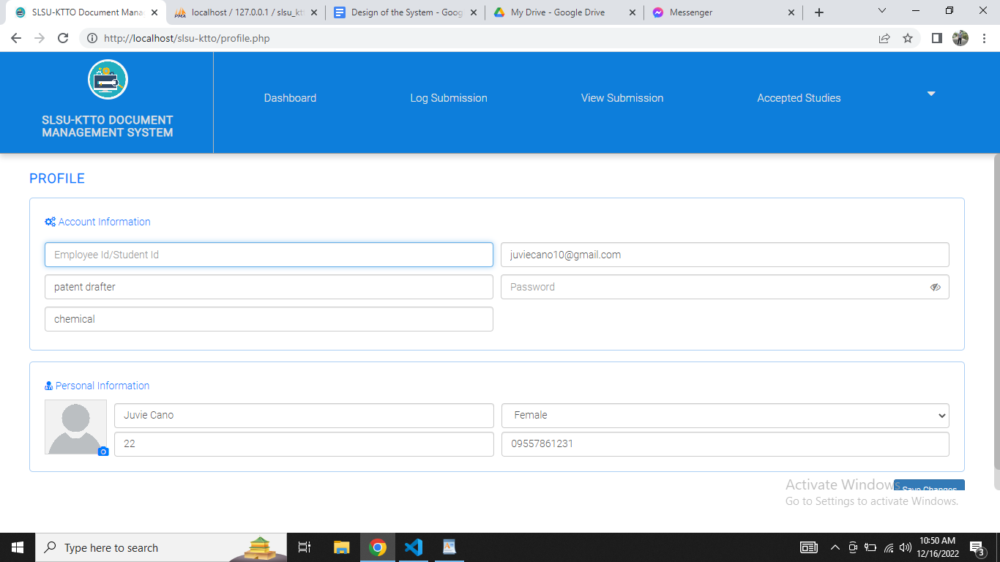 SLSU-KTTO Document Mana
localhost / 127.0.0.1 / slsu_kt
Design of the System - Goog
My Drive - Google Drive
Messenger
http://localhost/slsu-ktto/profile.php
SLSU-KTTO DOCUMENT
MANAGEMENT SYSTEM
Dashboard
Log Submission
View Submission
Accepted Studies
PROFILE
Account Information
Employee Id/Student Id
juviecano10@gmail.com
patent drafter
Password
chemical
Personal Information
Juvie Cano
Female
22
09557861231
Save Changes
Activate Windows
Go to Settings to activate Windows.
Type here to search
10:50 AM
12/16/2022
3